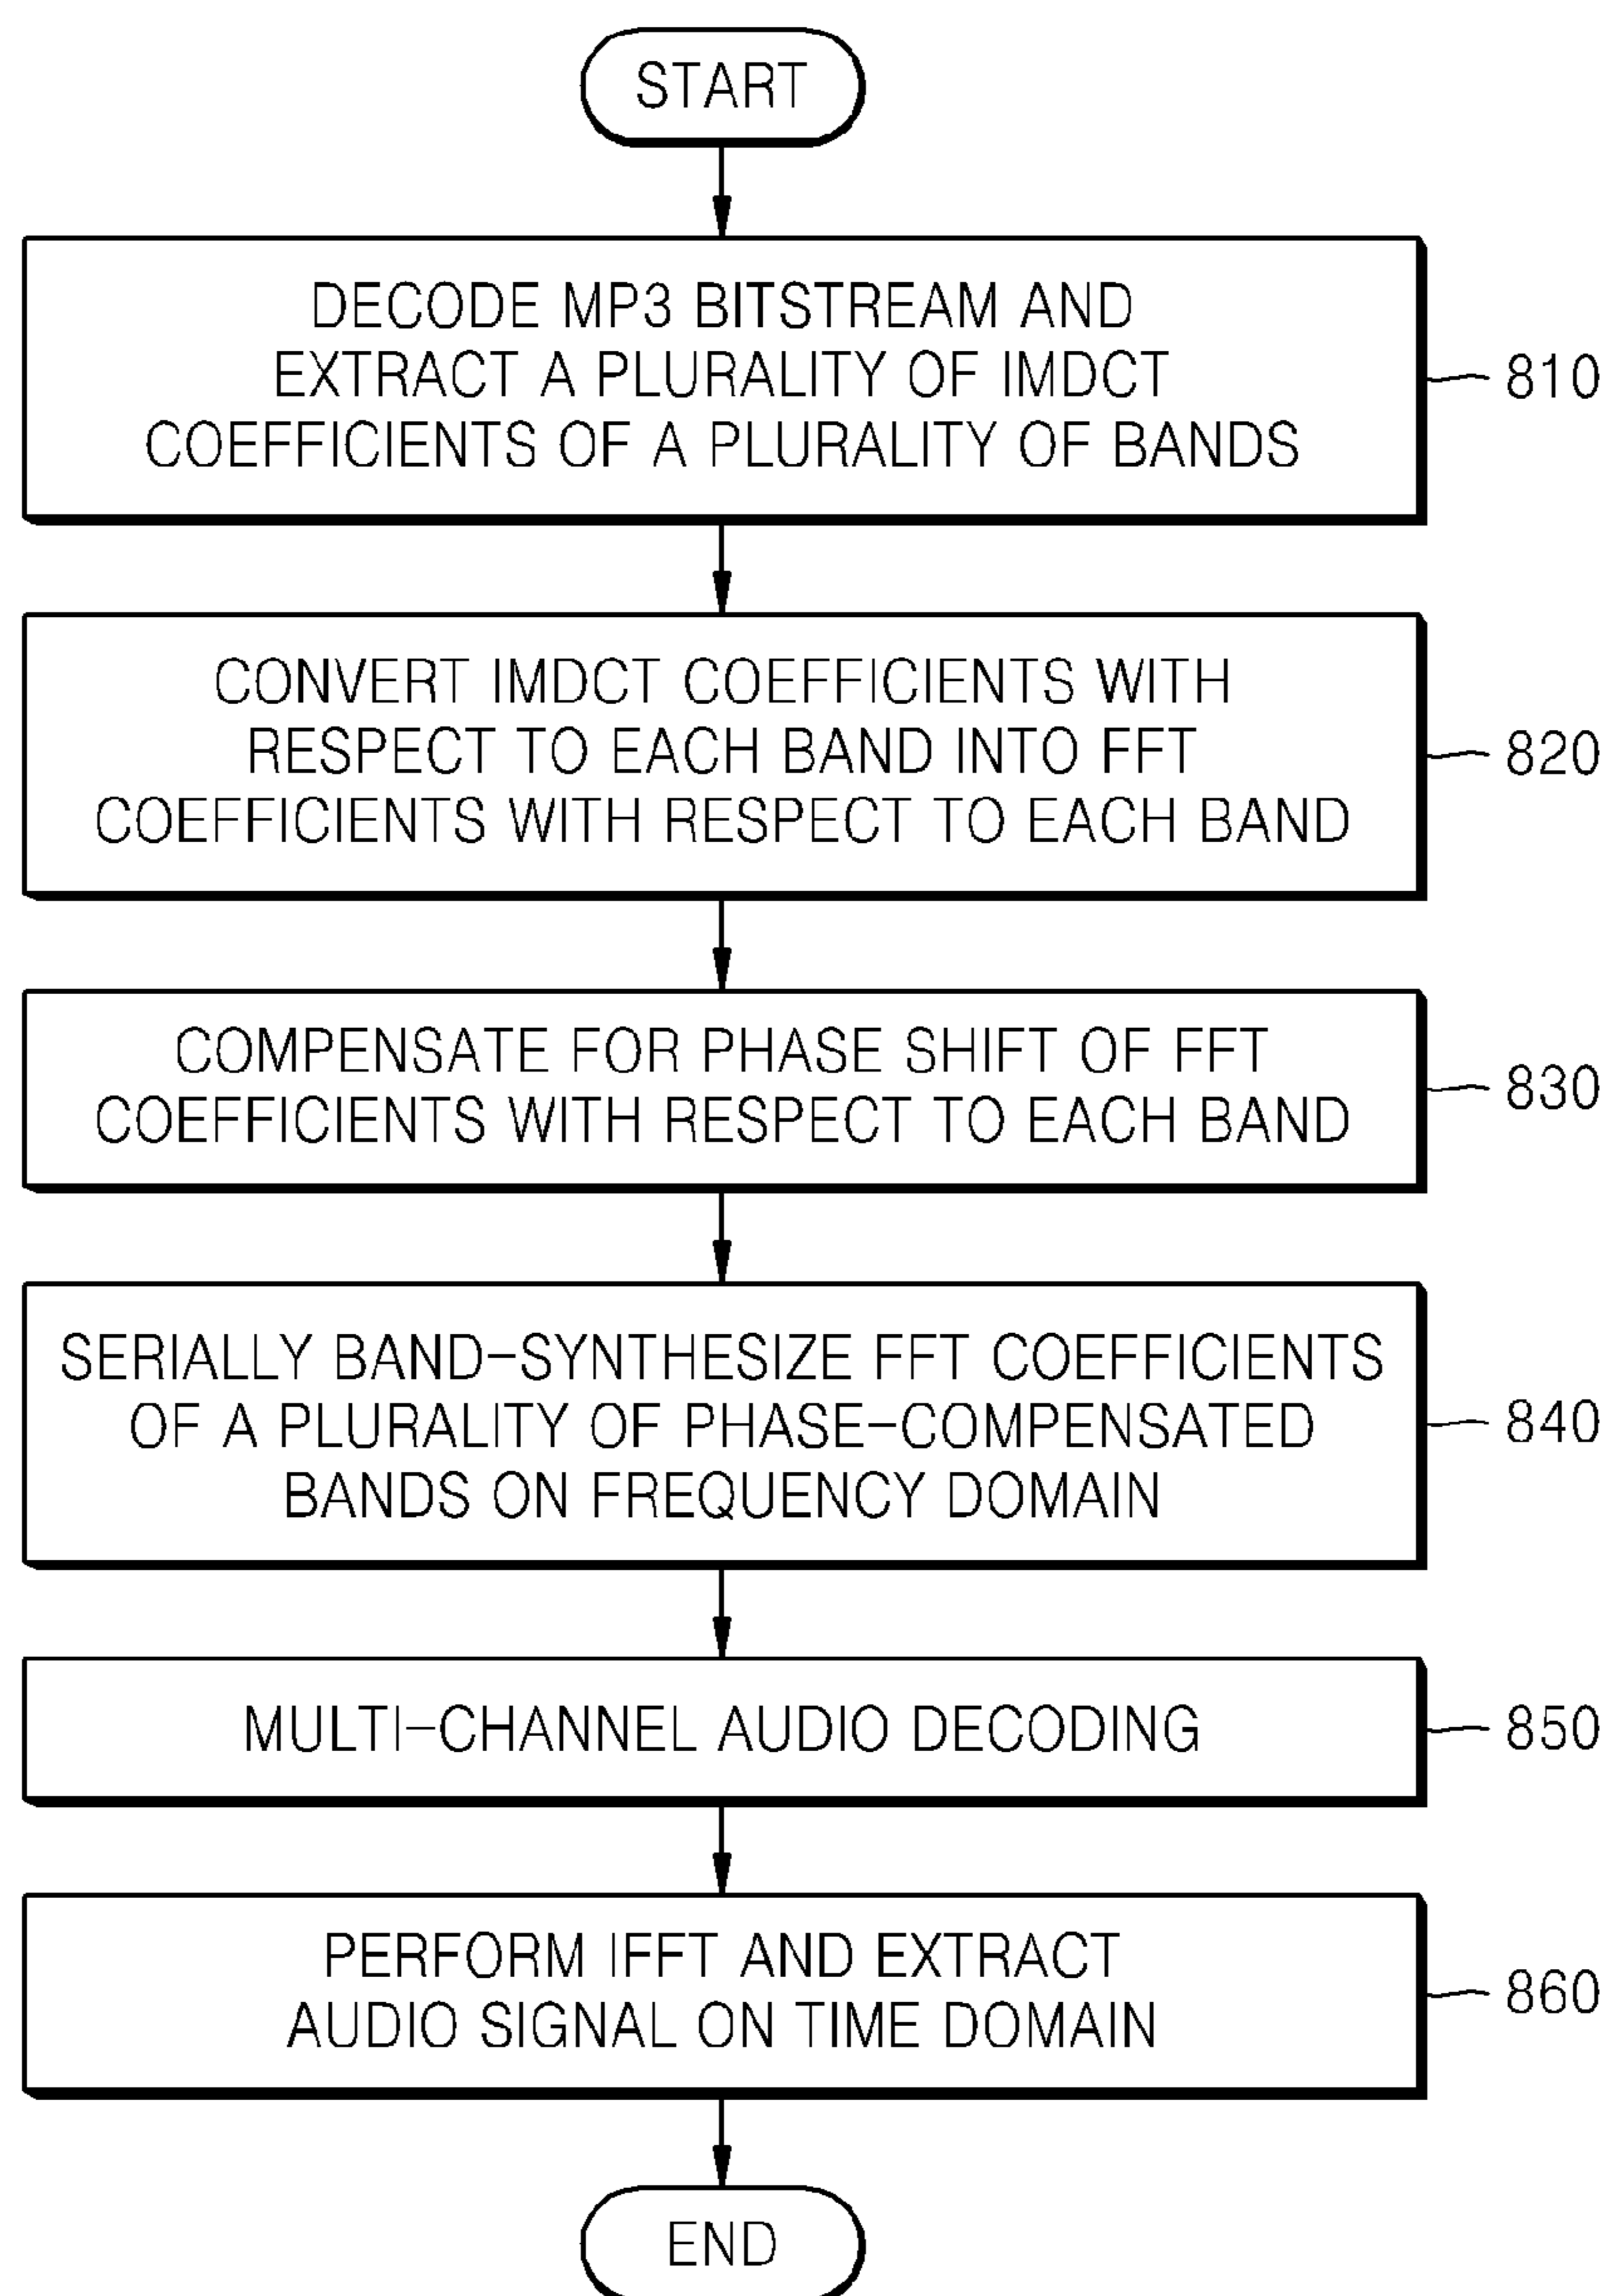 START
DECODE MP3 BITSTREAM AND
EXTRACT A PLURALITY OF IMDCT
COEFFICIENTS OF A PLURALITY OF BANDS
810
CONVERT IMDCT COEFFICIENTS WITH
RESPECT TO EACH BAND INTO FFT
COEFFICIENTS WITH RESPECT TO EACH BAND
820
COMPENSATE FOR PHASE SHIFT OF FFT
COEFFICIENTS WITH RESPECT TO EACH BAND
830
SERIALLY BAND-SYNTHESIZE FFT COEFFICIENTS
OF A PLURALITY OF PHASE-COMPENSATED
BANDS ON FREQUENCY DOMAIN
840
MULTI-CHANNEL AUDIO DECODING
850
PERFORM IFFT AND EXTRACT
AUDIO SIGNAL ON TIME DOMAIN
860
END